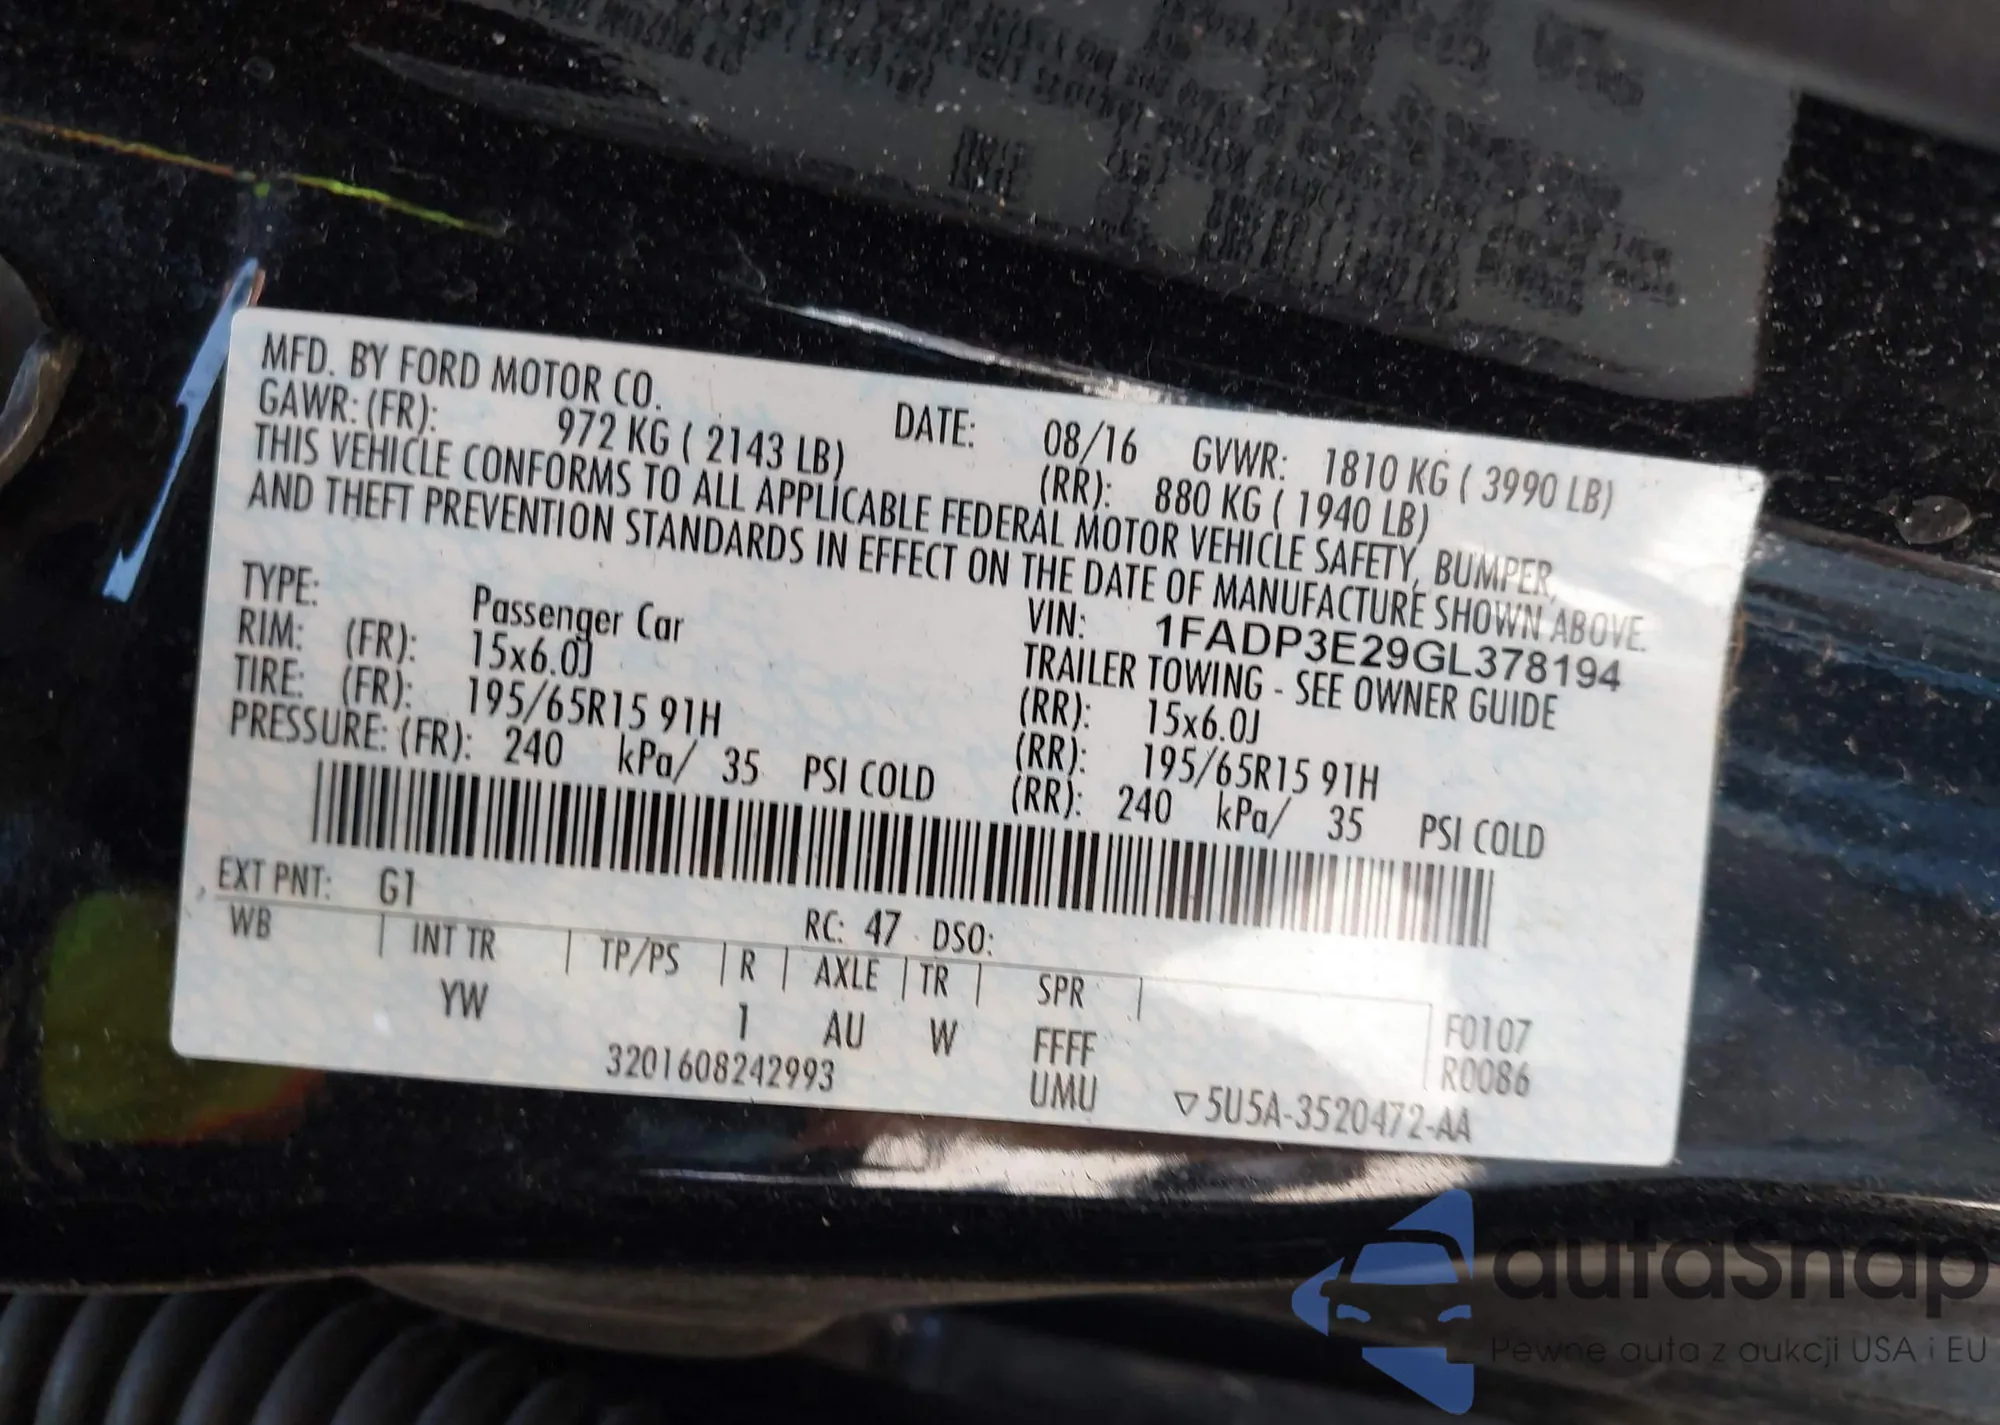 MFD. BY FORD MOTOR CO. DATE: 08/16 GVWR: 1810 KG ( 3990 LB)
GAWR: (FR): 972 KG ( 2143 LB) (RR): 880 KG ( 1940 LB)
THIS VEHICLE CONFORMS TO ALL APPLICABLE FEDERAL MOTOR VEHICLE SAFETY, BUMPER,
AND THEFT PREVENTION STANDARDS IN EFFECT ON THE DATE OF MANUFACTURE SHOWN ABOVE.
VIN: 1FADP3E29GL378194
TYPE: Passenger Car TRAILER TOWING - SEE OWNER GUIDE
RIM: (FR): 15x6.0J (RR): 15x6.0J
TIRE: (FR): 195/65R15 91H (RR): 195/65R15 91H
PRESSURE: (FR): 240 kPa/ 35 PSI COLD (RR): 240 kPa/ 35 PSI COLD
EXT PNT: G1 RC: 47 DSO:
WB | INT TR | TP/PS | R | AXLE | TR | SPR | F0107
YW 1 AU W FFFF R0086
3201608242993 UMU ▽5U5A-3520472-AA
autaSnap
Pewne auta z aukcji USA i EU